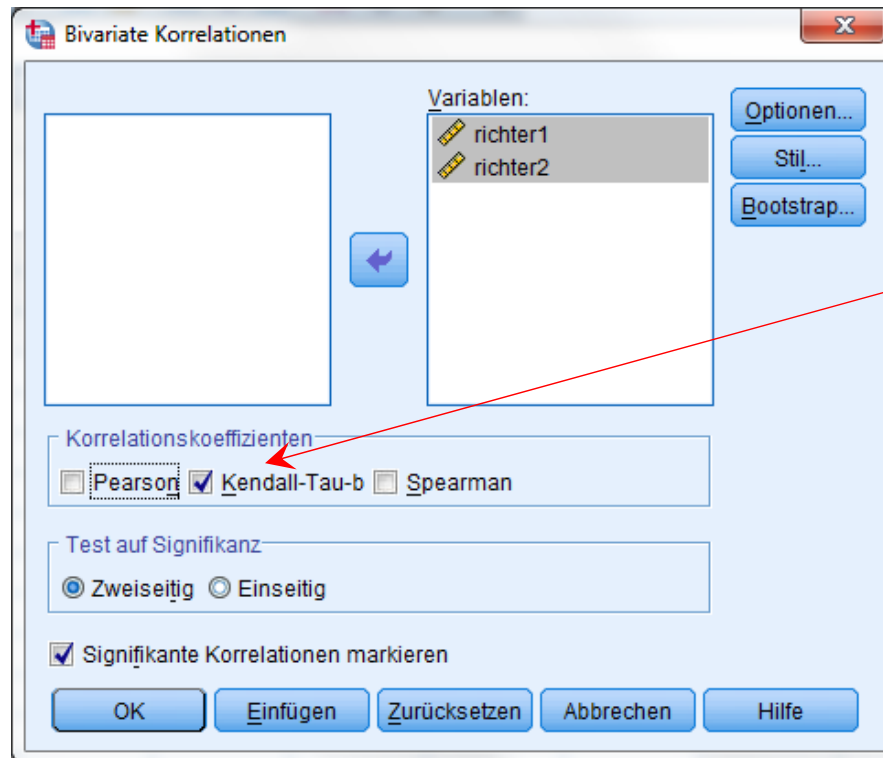 Bivariate Korrelationen
Variablen:
richter1
richter2
Optionen...
Stil...
Bootstrap...
Korrelationskoeffizienten
Pearson Kendall-Tau-b Spearman
Test auf Signifikanz
Zweiseitig Einseitig
Signifikante Korrelationen markieren
OK Einfügen Zurücksetzen Abbrechen Hilfe